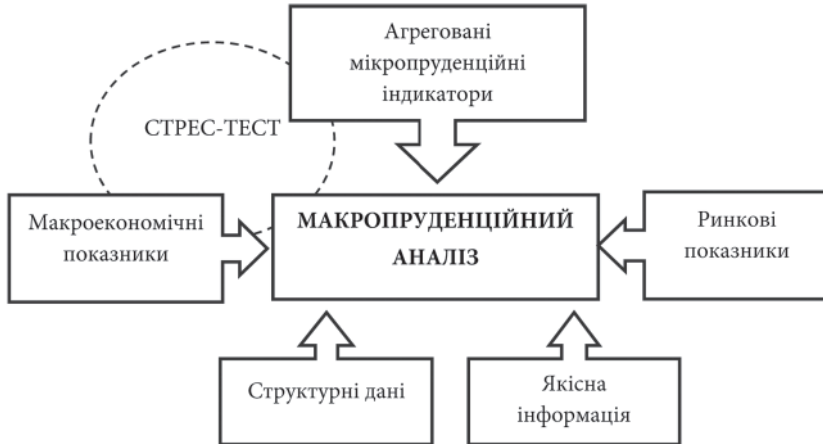 Агреговані
мікропруденційні
індикатори
СТРЕС-ТЕСТ
Макроекономічні
показники
МАКРОПРУДЕНЦІЙНИЙ
АНАЛІЗ
Ринкові
показники
Структурні дані
Якісна
інформація